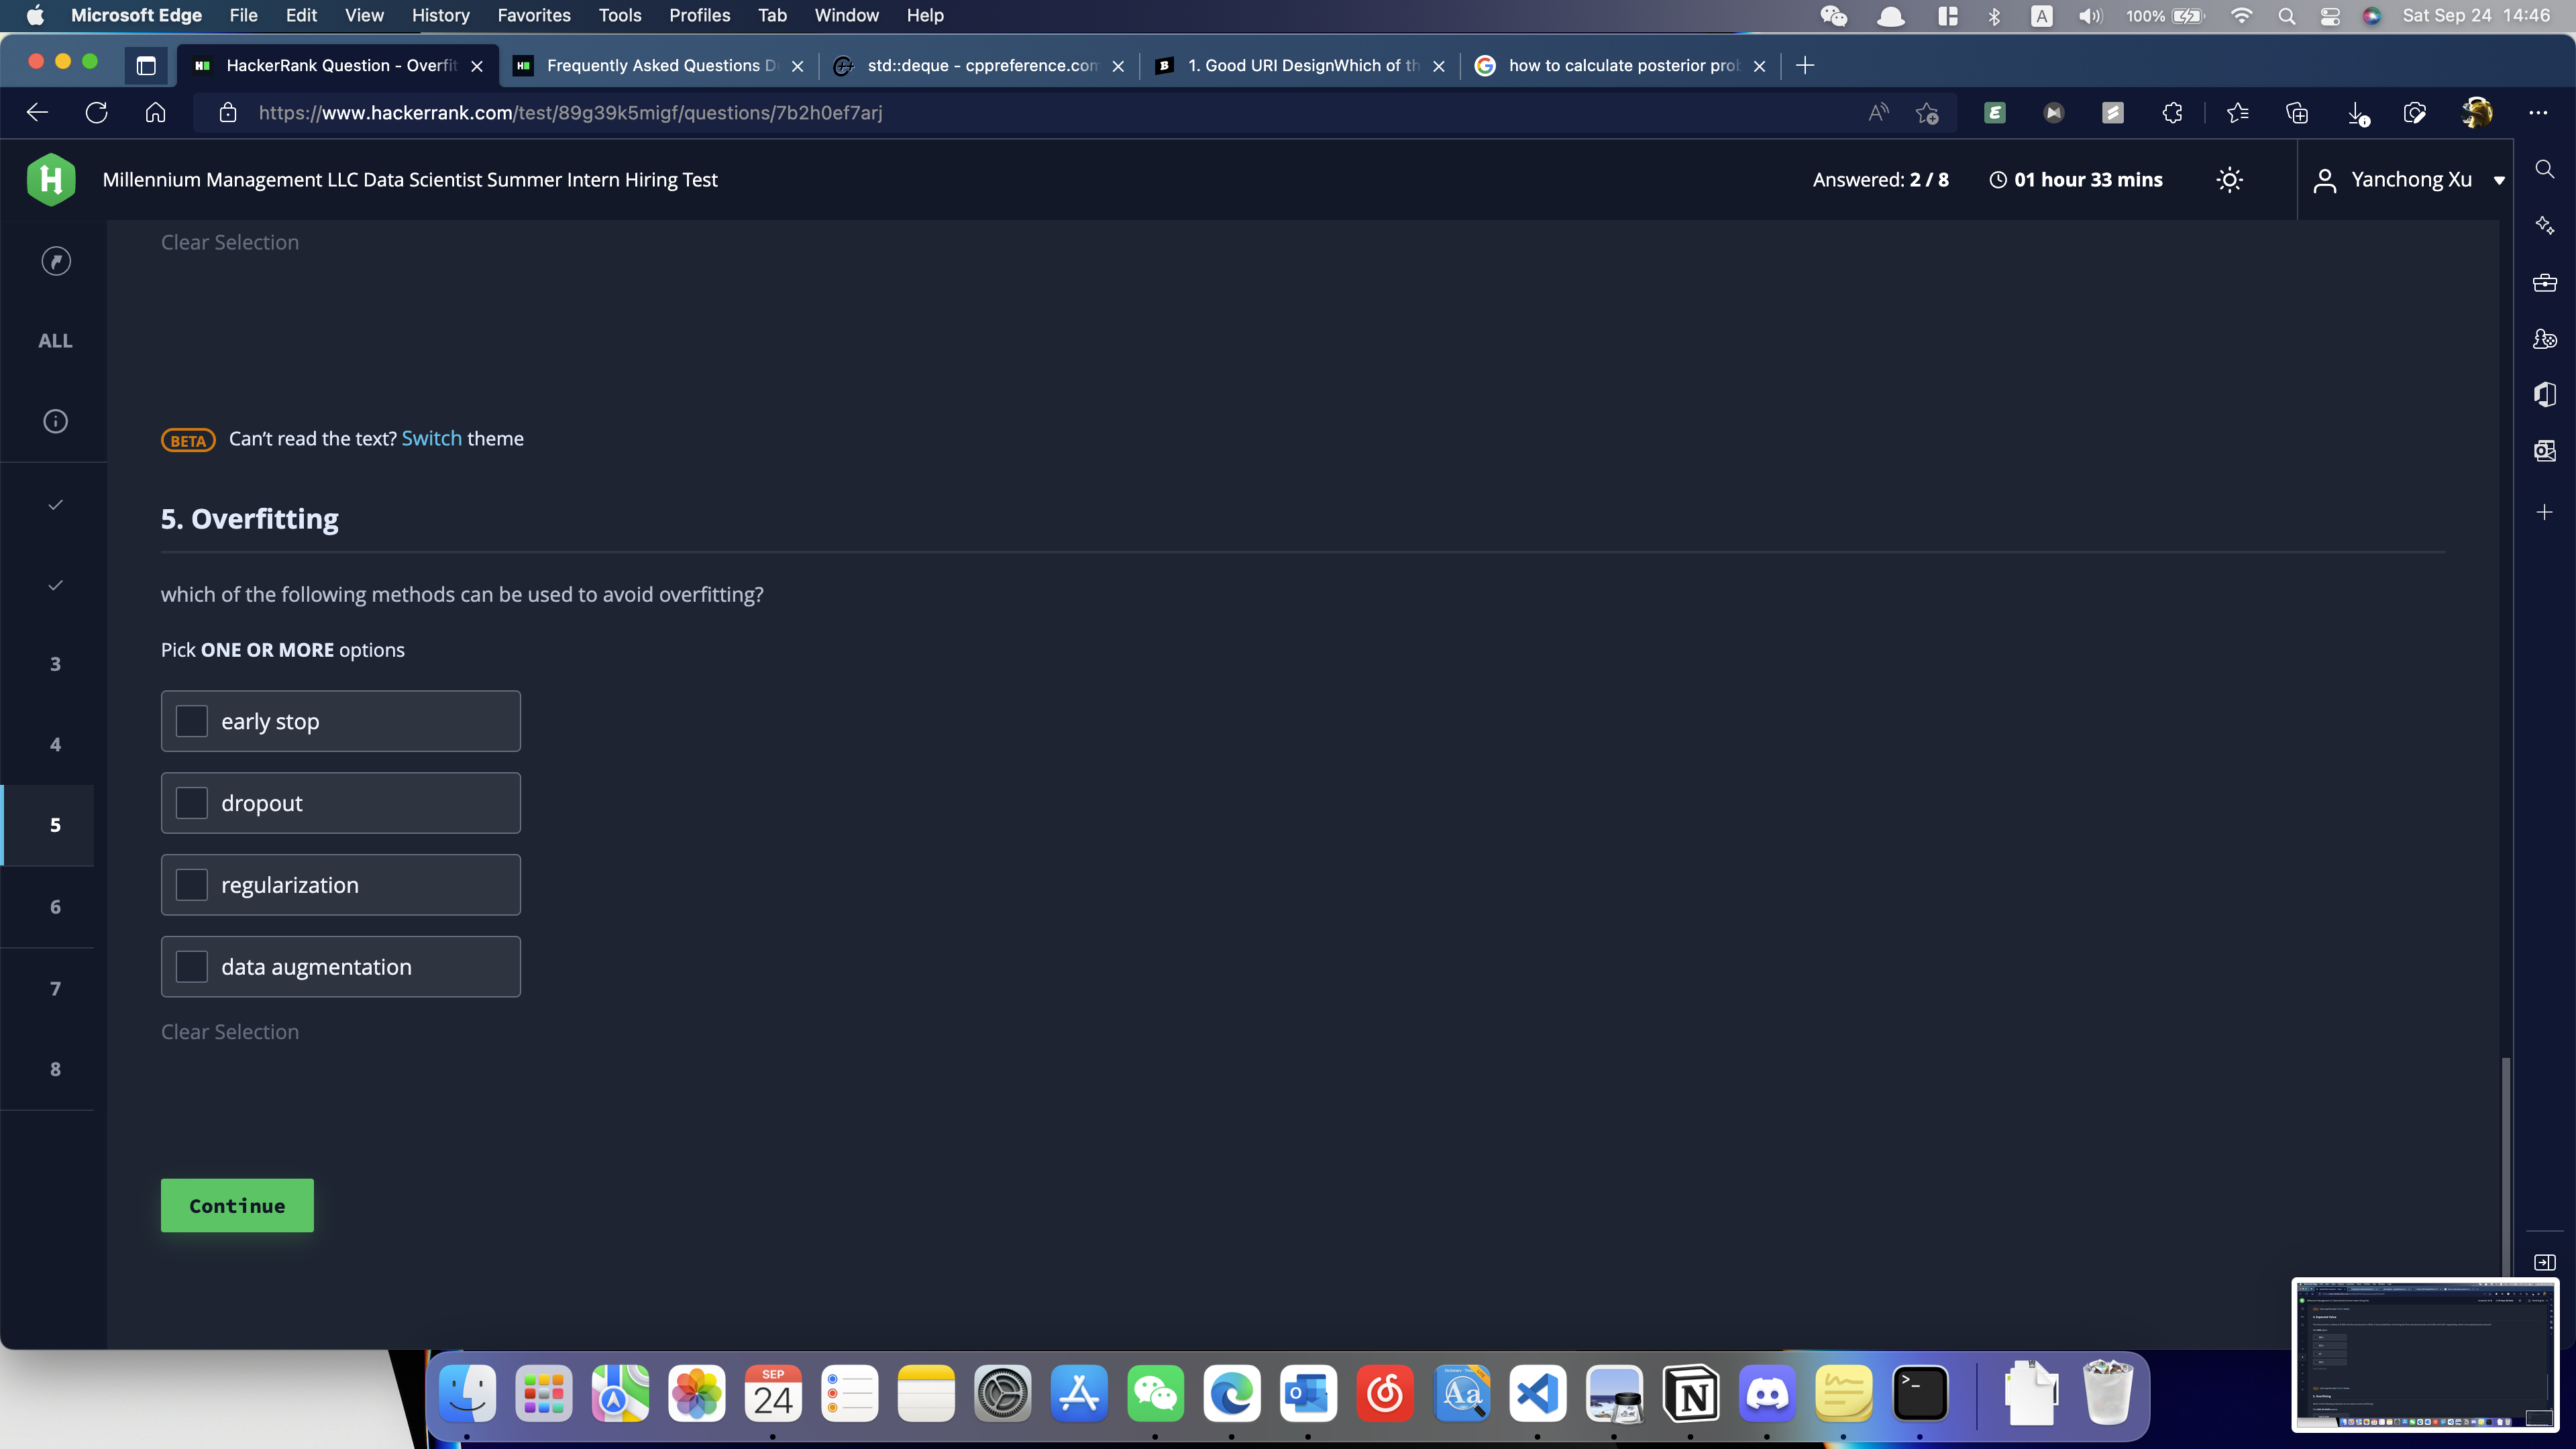 Microsoft Edge File Edit View History Favorites Tools Profiles Tab Window Help
A 100% Sat Sep 24 14:46
HackerRank Question - Overfit
Frequently Asked Questions D
std::deque - cppreference.com
1. Good URI DesignWhich of th
how to calculate posterior pro
https://www.hackerrank.com/test/89g39k5migf/questions/7b2h0ef7arj
Millennium Management LLC Data Scientist Summer Intern Hiring Test
Answered: 2 / 8
01 hour 33 mins
Yanchong Xu
ALL
3
4
5
6
7
8
Clear Selection
BETA Can't read the text? Switch theme
5. Overfitting
which of the following methods can be used to avoid overfitting?
Pick ONE OR MORE options
early stop
dropout
regularization
data augmentation
Clear Selection
Continue
SEP
24